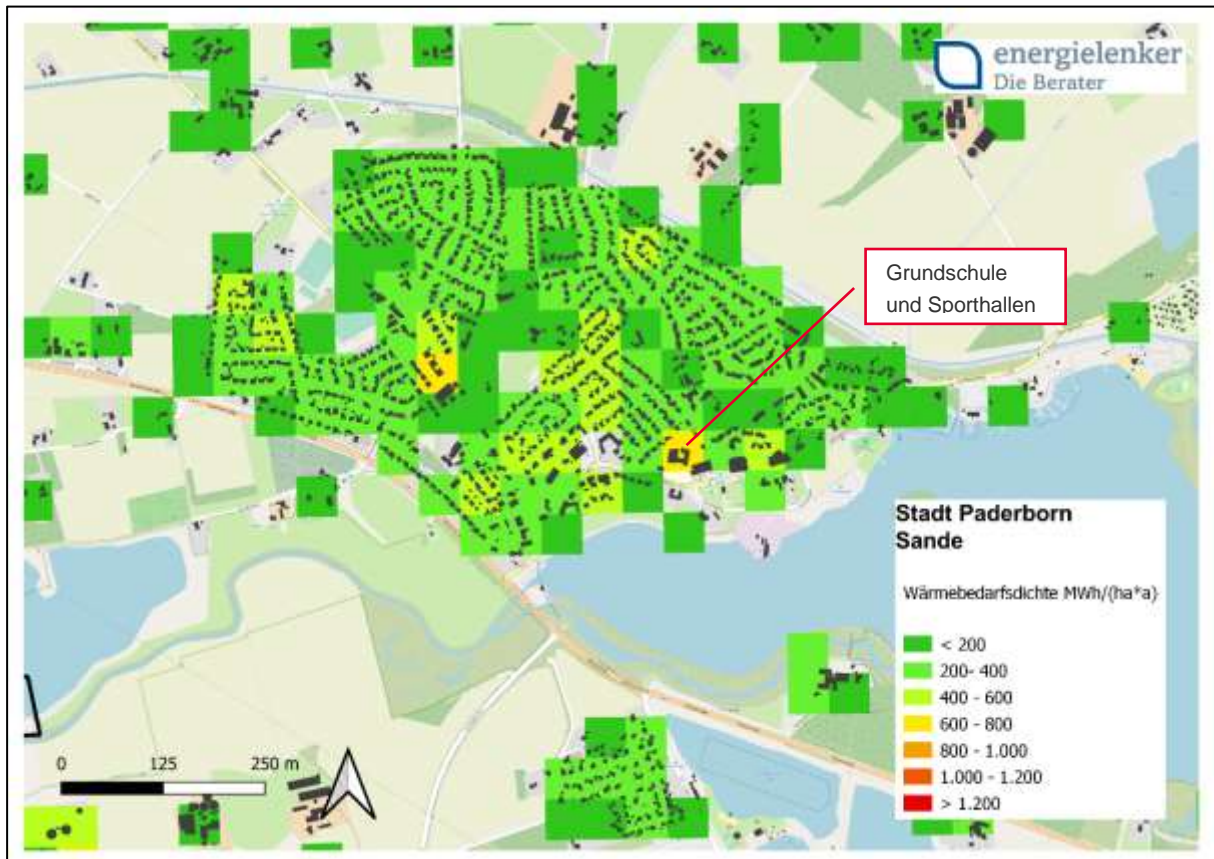 energielenker
Die Berater
Grundschule
und Sporthallen
Stadt Paderborn
Sande
Wärmebedarfsdichte MWh/(ha*a)
< 200
200- 400
400 - 600
600 - 800
800 - 1.000
1.000 - 1.200
> 1.200
0 125 250 m